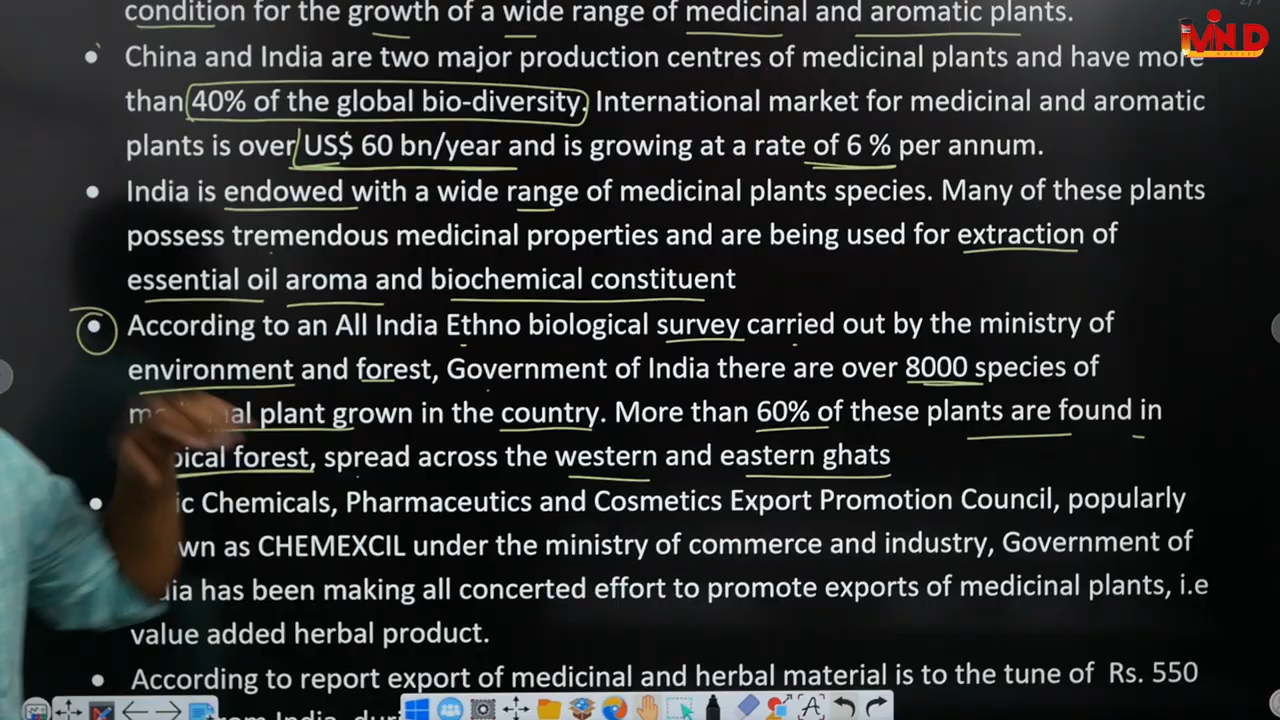 condition for the growth of a wide range of medicinal and aromatic plants.
MIND
• China and India are two major production centres of medicinal plants and have more
than 40% of the global bio-diversity. International market for medicinal and aromatic
plants is over US$ 60 bn/year and is growing at a rate of 6 % per annum.
• India is endowed with a wide range of medicinal plants species. Many of these plants
possess tremendous medicinal properties and are being used for extraction of
essential oil aroma and biochemical constituent
• According to an All India Ethno biological survey carried out by the ministry of
environment and forest, Government of India there are over 8000 species of
plant grown in the country. More than 60% of these plants are found in
forest, spread across the western and eastern ghats
• Chemicals, Pharmaceutics and Cosmetics Export Promotion Council, popularly
as CHEMEXCIL under the ministry of commerce and industry, Government of
has been making all concerted effort to promote exports of medicinal plants, i.e
value added herbal product.
• According to report export of medicinal and herbal material is to the tune of Rs. 550
India,